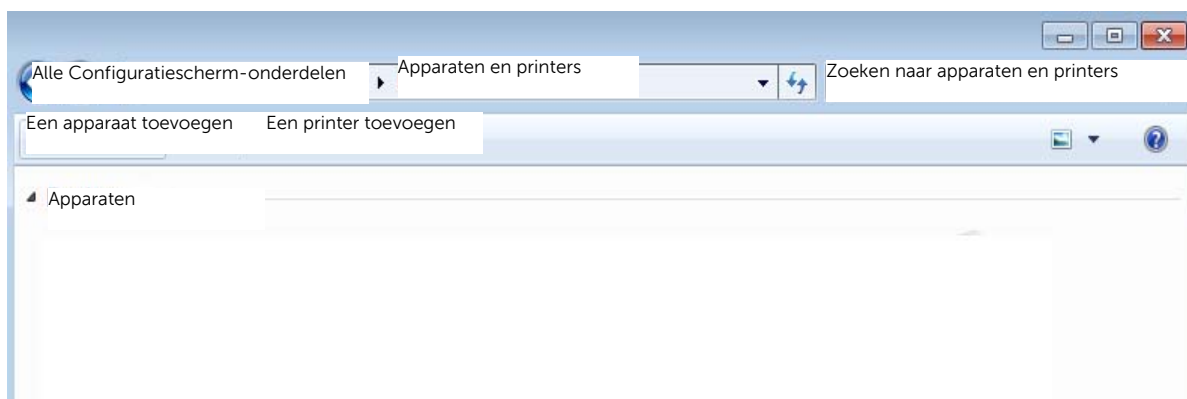 Alle Configuratiescherm-onderdelen Apparaten en printers Zoeken naar apparaten en printers
Een apparaat toevoegen Een printer toevoegen
Apparaten